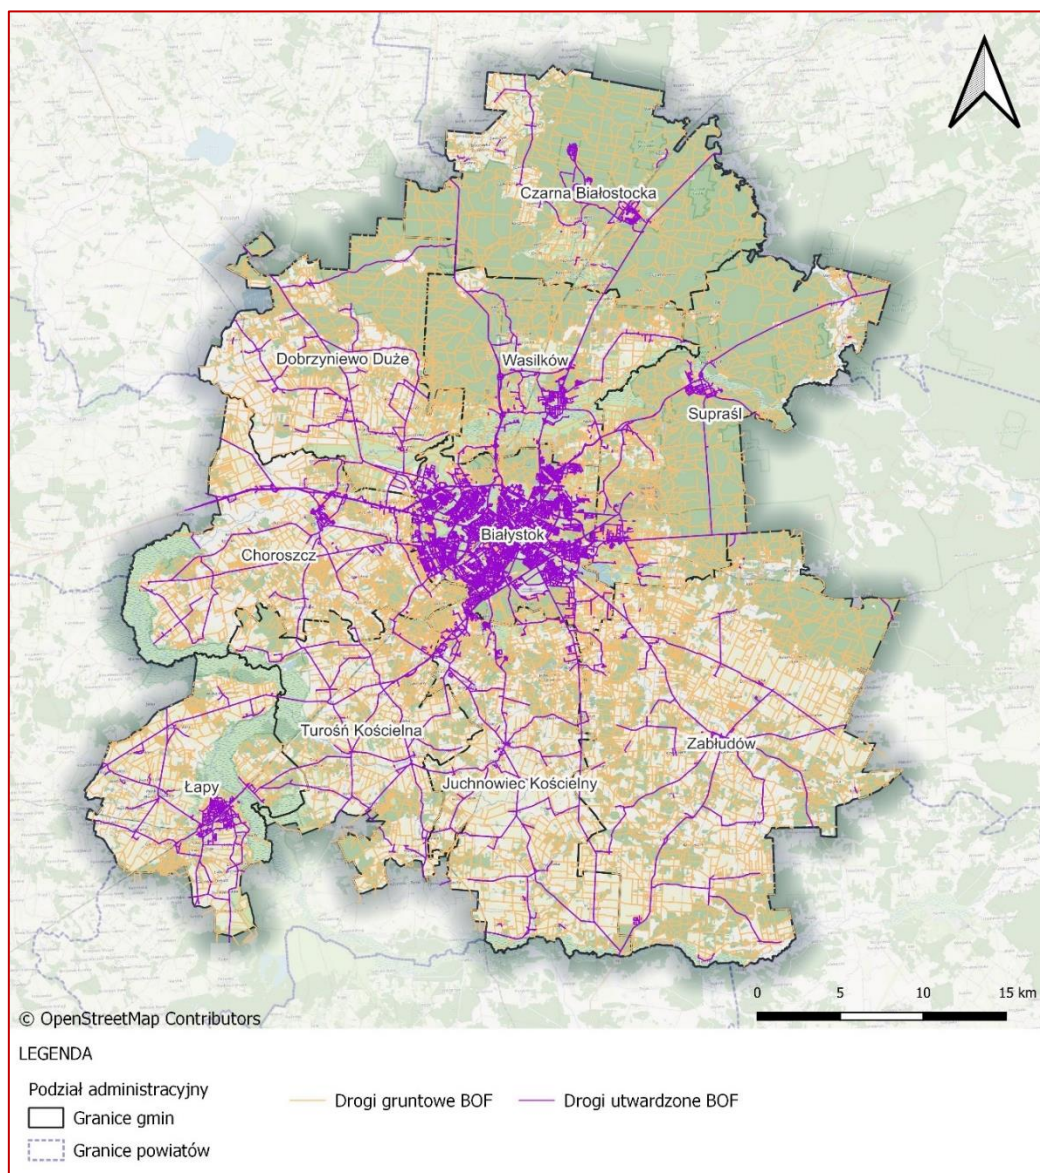 Czarna Białostocka
Dobrzyniewo Duże
Wasilków
Supraśl
Białystok
Choroszcz
Turośń Kościelna
Zabłudów
Juchnowiec Kościelny
Łapy
0 5 10 15 km
© OpenStreetMap Contributors
LEGENDA
Podział administracyjny
Granice gmin
Granice powiatów
Drogi gruntowe BOF
Drogi utwardzone BOF